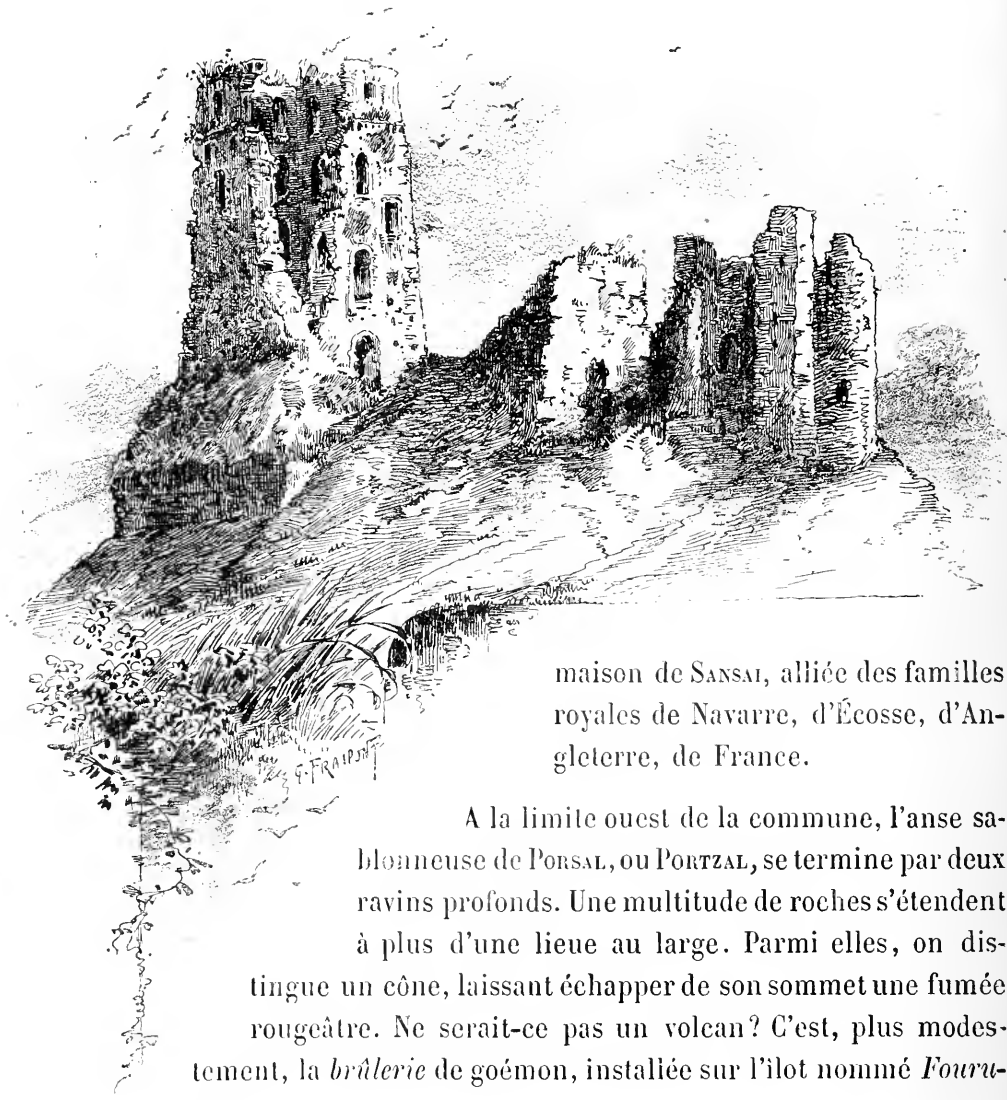 maison de SANSAI, alliée des familles
royales de Navarre, d'Écosse, d'An-
gleterre, de France.
G. FRAIPONT
A la limite ouest de la commune, l'anse sa-
blonneuse de PORSAL, ou PORTZAL, se termine par deux
ravins profonds. Une multitude de roches s'étendent
à plus d'une lieue au large. Parmi elles, on dis-
tingue un cône, laissant échapper de son sommet une fumée
rougeâtre. Ne serait-ce pas un volcan? C'est, plus modes-
tement, la brûlerie de goémon, installée sur l'îlot nommé Fouru-